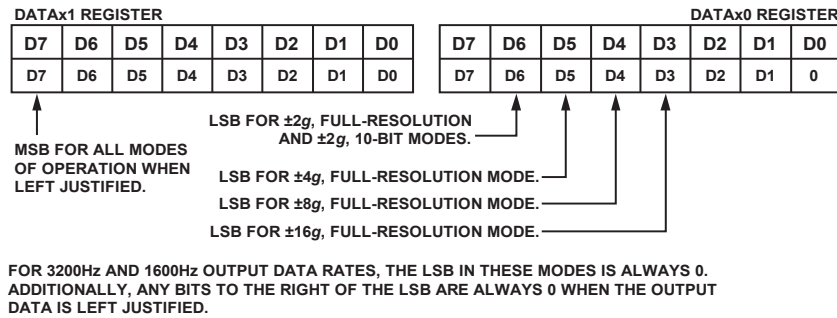 DATAx1 REGISTER DATAx0 REGISTER
D7 D6 D5 D4 D3 D2 D1 D0 D7 D6 D5 D4 D3 D2 D1 D0
D7 D6 D5 D4 D3 D2 D1 D0 D7 D6 D5 D4 D3 D2 D1 0
MSB FOR ALL MODES
OF OPERATION WHEN
LEFT JUSTIFIED.
LSB FOR ±2g, FULL-RESOLUTION
AND ±2g, 10-BIT MODES.
LSB FOR ±4g, FULL-RESOLUTION MODE.
LSB FOR ±8g, FULL-RESOLUTION MODE.
LSB FOR ±16g, FULL-RESOLUTION MODE.
FOR 3200Hz AND 1600Hz OUTPUT DATA RATES, THE LSB IN THESE MODES IS ALWAYS 0.
ADDITIONALLY, ANY BITS TO THE RIGHT OF THE LSB ARE ALWAYS 0 WHEN THE OUTPUT
DATA IS LEFT JUSTIFIED.